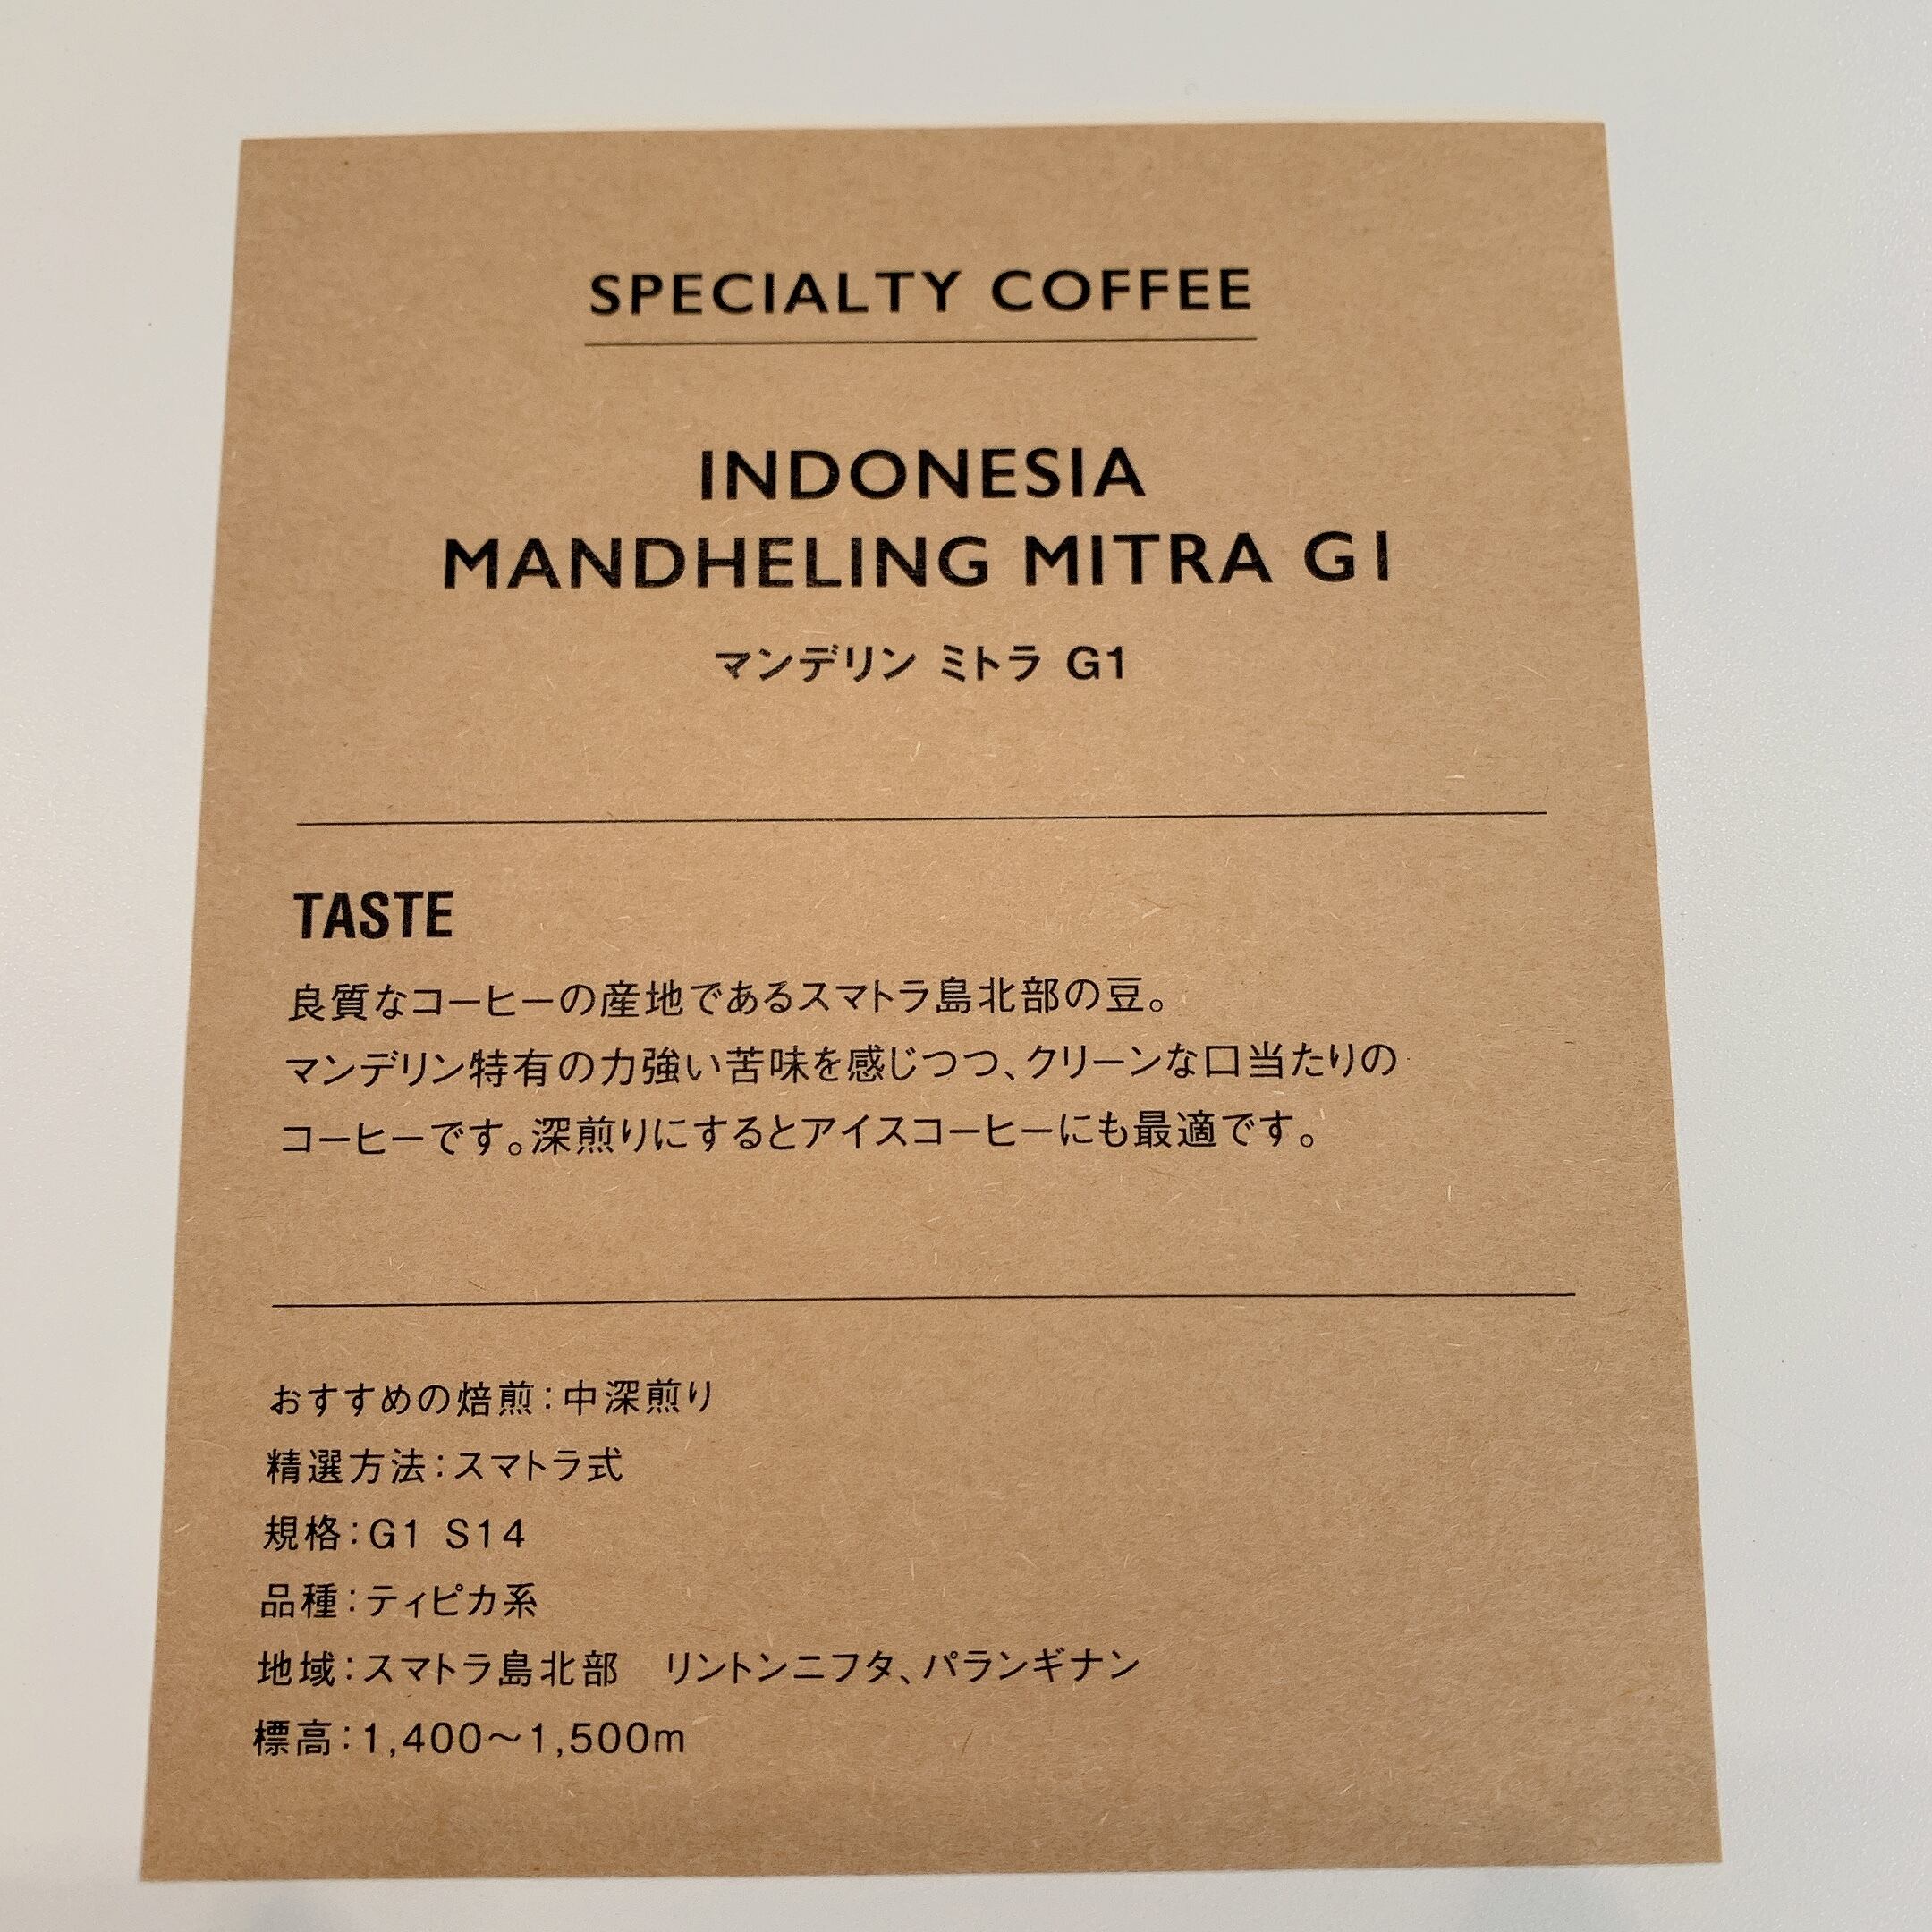 SPECIALTY COFFEE
INDONESIA
MANDHELING MITRA G1
マンデリン ミトラ G1
TASTE
良質なコーヒーの産地であるスマトラ島北部の豆。
マンデリン特有の力強い苦味を感じつつ、クリーンな口当たりの
コーヒーです。深煎りにするとアイスコーヒーにも最適です。
おすすめの焙煎：中深煎り
精選方法：スマトラ式
規格：G1 S14
品種：ティピカ系
地域：スマトラ島北部　リントンニフタ、パランギナン
標高：1,400〜1,500m